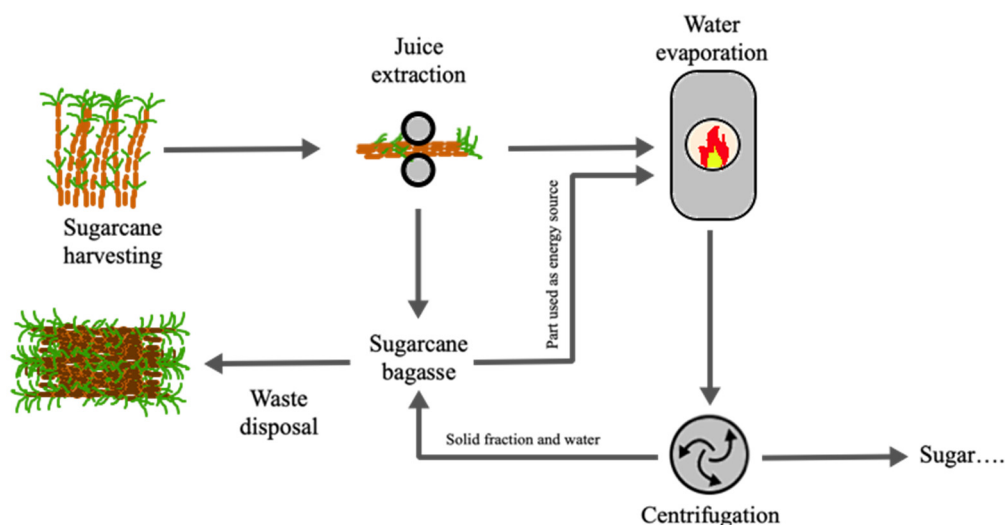 Water
evaporation
Juice
extraction
Sugarcane
harvesting
Part used as energy source
Sugarcane
bagasse
Waste
disposal
Solid fraction and water
Sugar....
Centrifugation